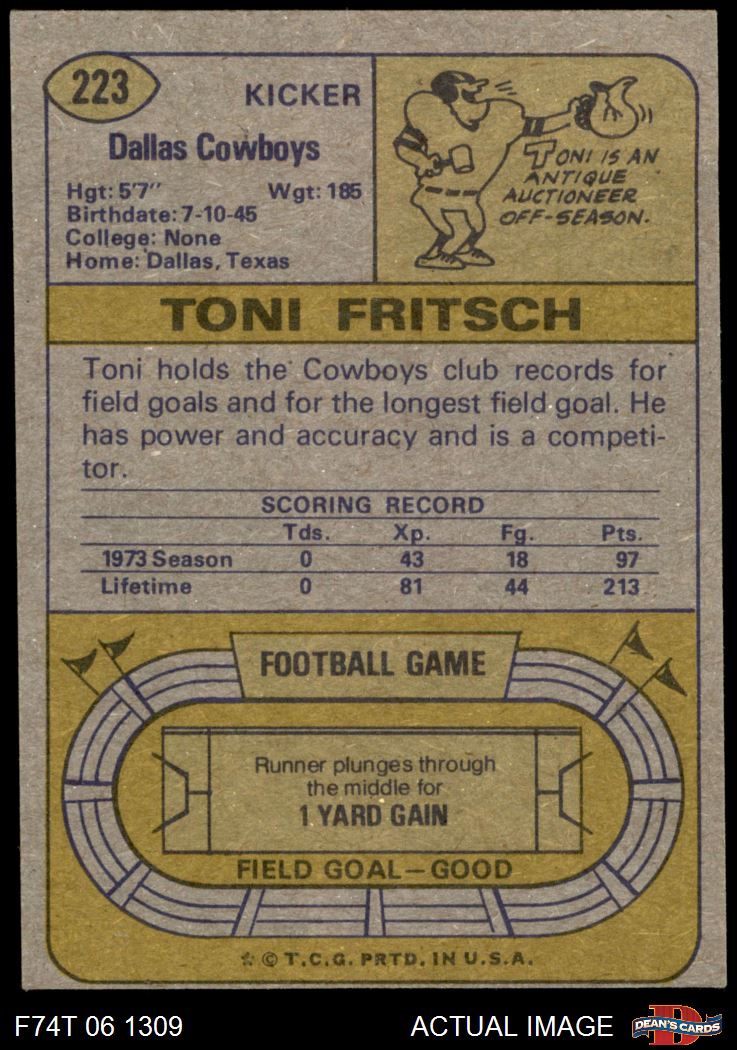 223
KICKER
Dallas Cowboys
Hgt: 5'7" Wgt: 185
Birthdate: 7-10-45
College: None
Home: Dallas, Texas
TONI IS AN
ANTIQUE
AUCTIONEER
OFF-SEASON.
TONI FRITSCH
Toni holds the Cowboys club records for
field goals and for the longest field goal. He
has power and accuracy and is a competi-
tor.
SCORING RECORD
Tds. Xp. Fg. Pts.
1973 Season 0 43 18 97
Lifetime 0 81 44 213
FOOTBALL GAME
Runner plunges through
the middle for
1 YARD GAIN
FIELD GOAL—GOOD
☆ © T.C.G. PRTD. IN U.S.A.
F74T 06 1309 ACTUAL IMAGE
D
DEAN'S CARDS